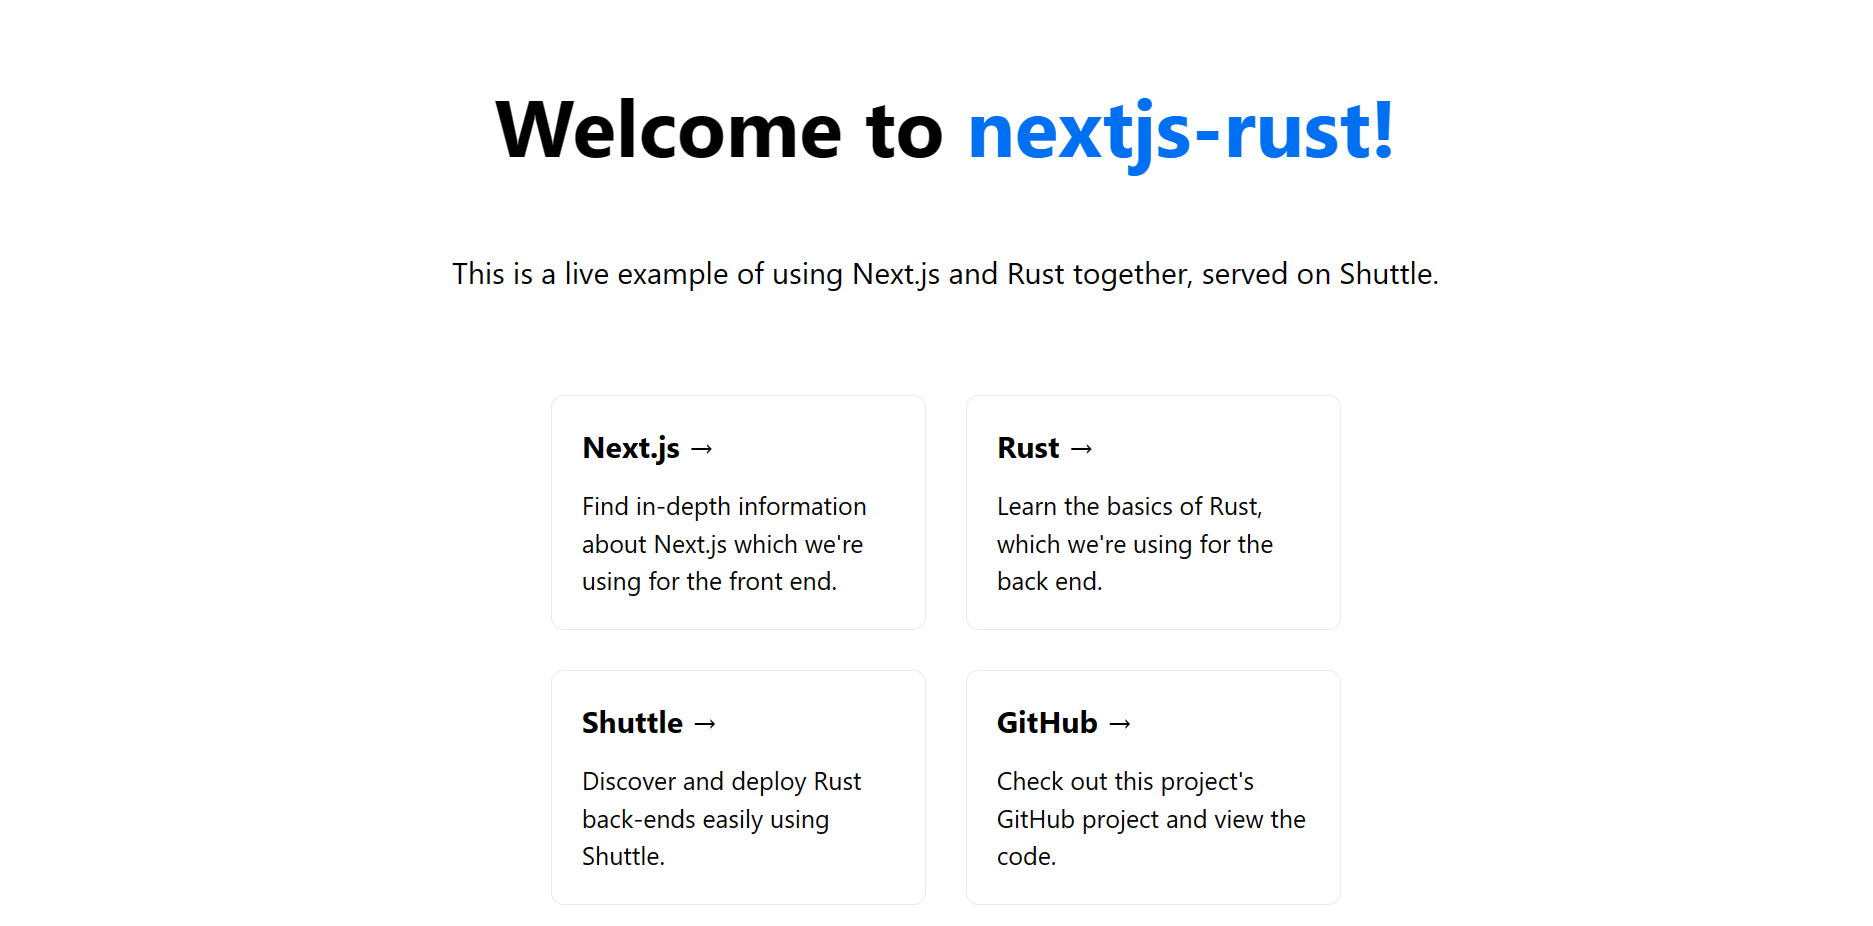 Welcome to nextjs-rust!
This is a live example of using Next.js and Rust together, served on Shuttle.
Next.js →
Find in-depth information
about Next.js which we're
using for the front end.
Rust →
Learn the basics of Rust,
which we're using for the
back end.
Shuttle →
Discover and deploy Rust
back-ends easily using
Shuttle.
GitHub →
Check out this project's
GitHub project and view the
code.